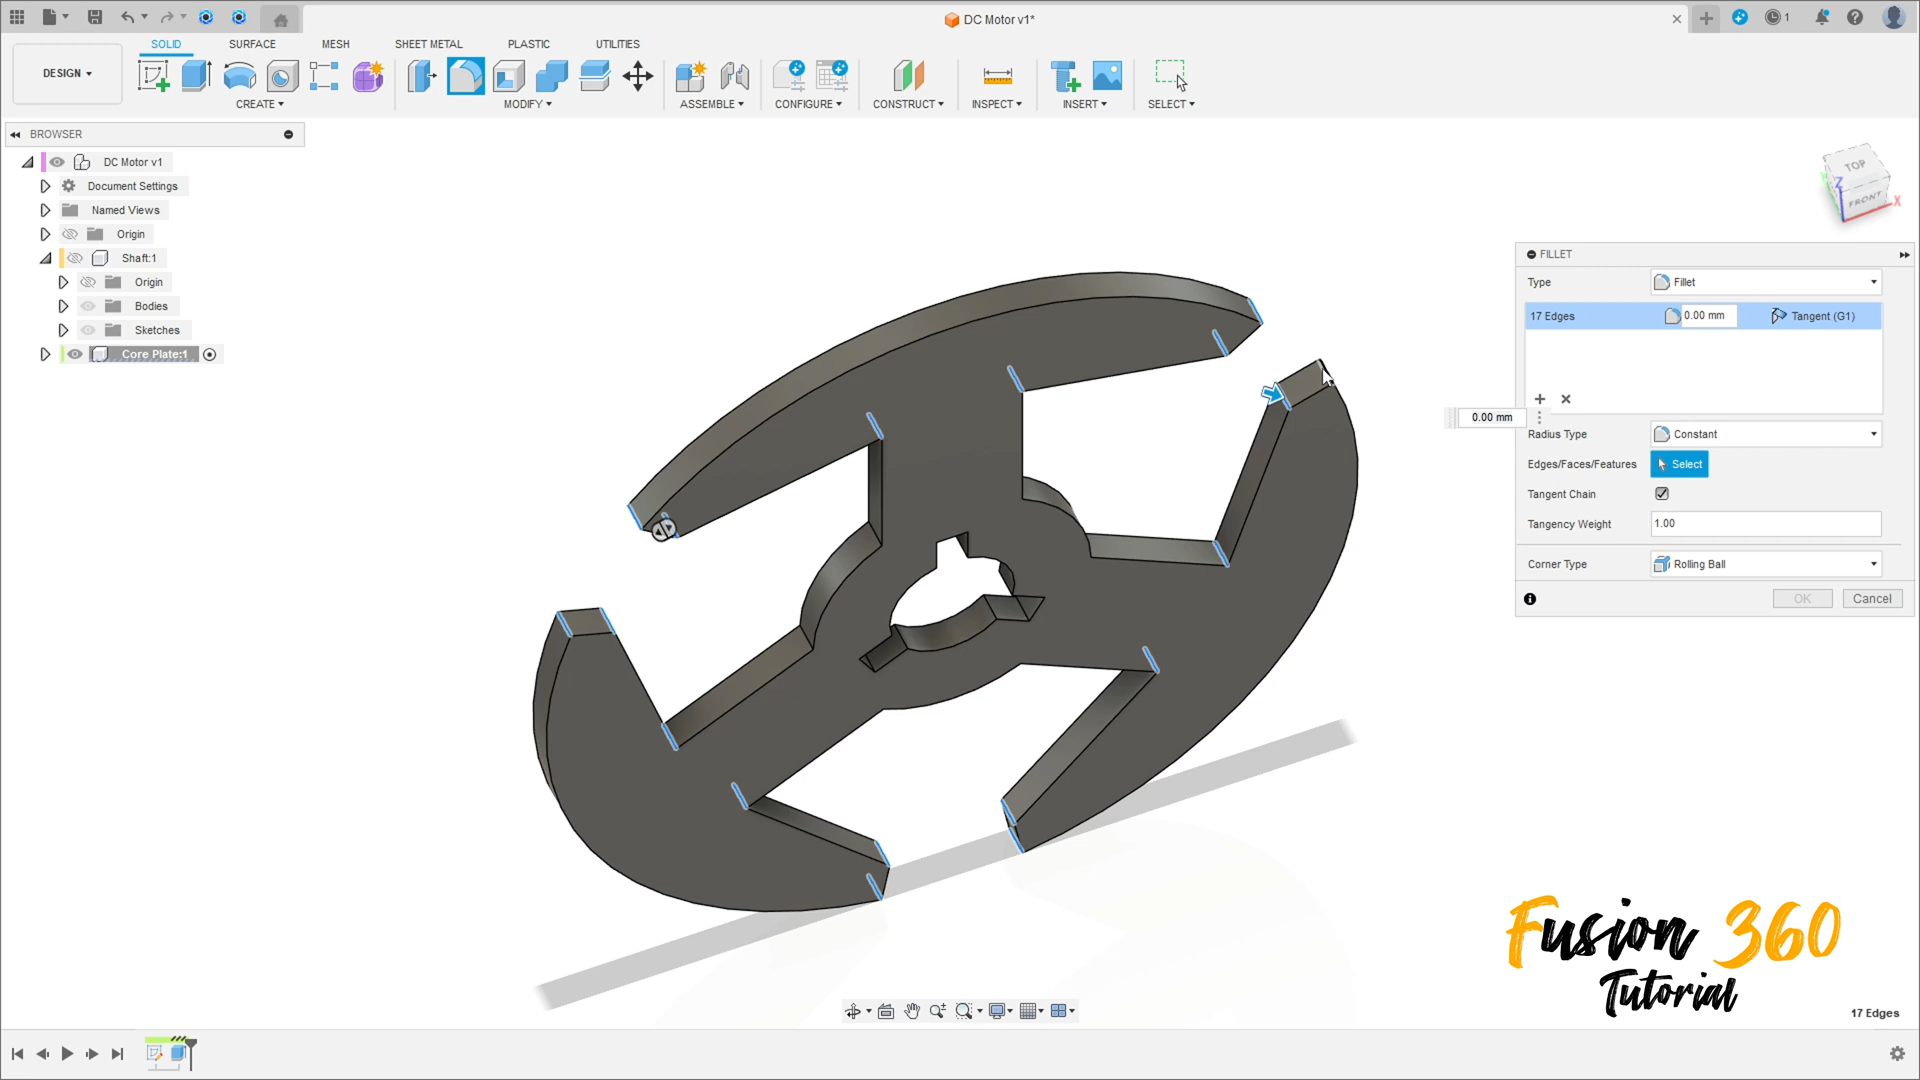 DC Motor v1*
1
DESIGN
SOLID
SURFACE
MESH
SHEET METAL
PLASTIC
UTILITIES
CREATE
MODIFY
ASSEMBLE
CONFIGURE
CONSTRUCT
INSPECT
INSERT
SELECT
BROWSER
DC Motor v1
Document Settings
Named Views
Origin
Shaft:1
Origin
Bodies
Sketches
Core Plate:1
TOP
FRONT
Z
X
FILLET
Type
Fillet
17 Edges
0.00 mm
Tangent (G1)
0.00 mm
Radius Type
Constant
Edges/Faces/Features
Select
Tangent Chain
Tangency Weight
1.00
Corner Type
Rolling Ball
OK
Cancel
Fusion 360
Tutorial
17 Edges